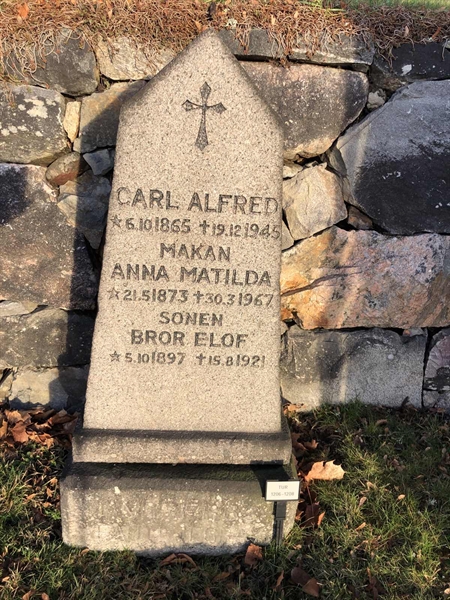 CARL ALFRED
☆ 6.10 1865 ✝ 19.12 1945
MAKAN
ANNA MATILDA
☆ 21.5 1873 ✝ 30.3 1967
SONEN
BROR ELOF
☆ 5.10 1897 ✝ 15.8 1921